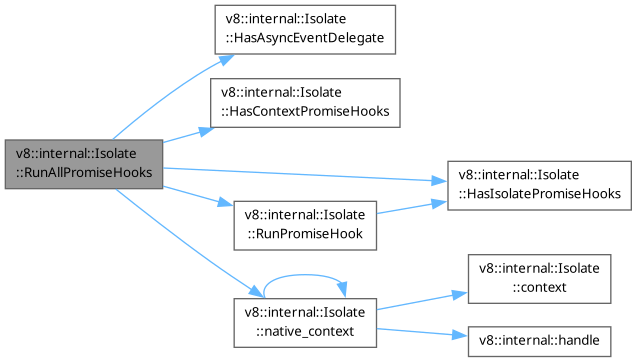 v8::internal::Isolate
::HasAsyncEventDelegate
v8::internal::Isolate
::HasContextPromiseHooks
v8::internal::Isolate
::RunAllPromiseHooks
v8::internal::Isolate
::HasIsolatePromiseHooks
v8::internal::Isolate
::RunPromiseHook
v8::internal::Isolate
::context
v8::internal::Isolate
::native_context
v8::internal::handle